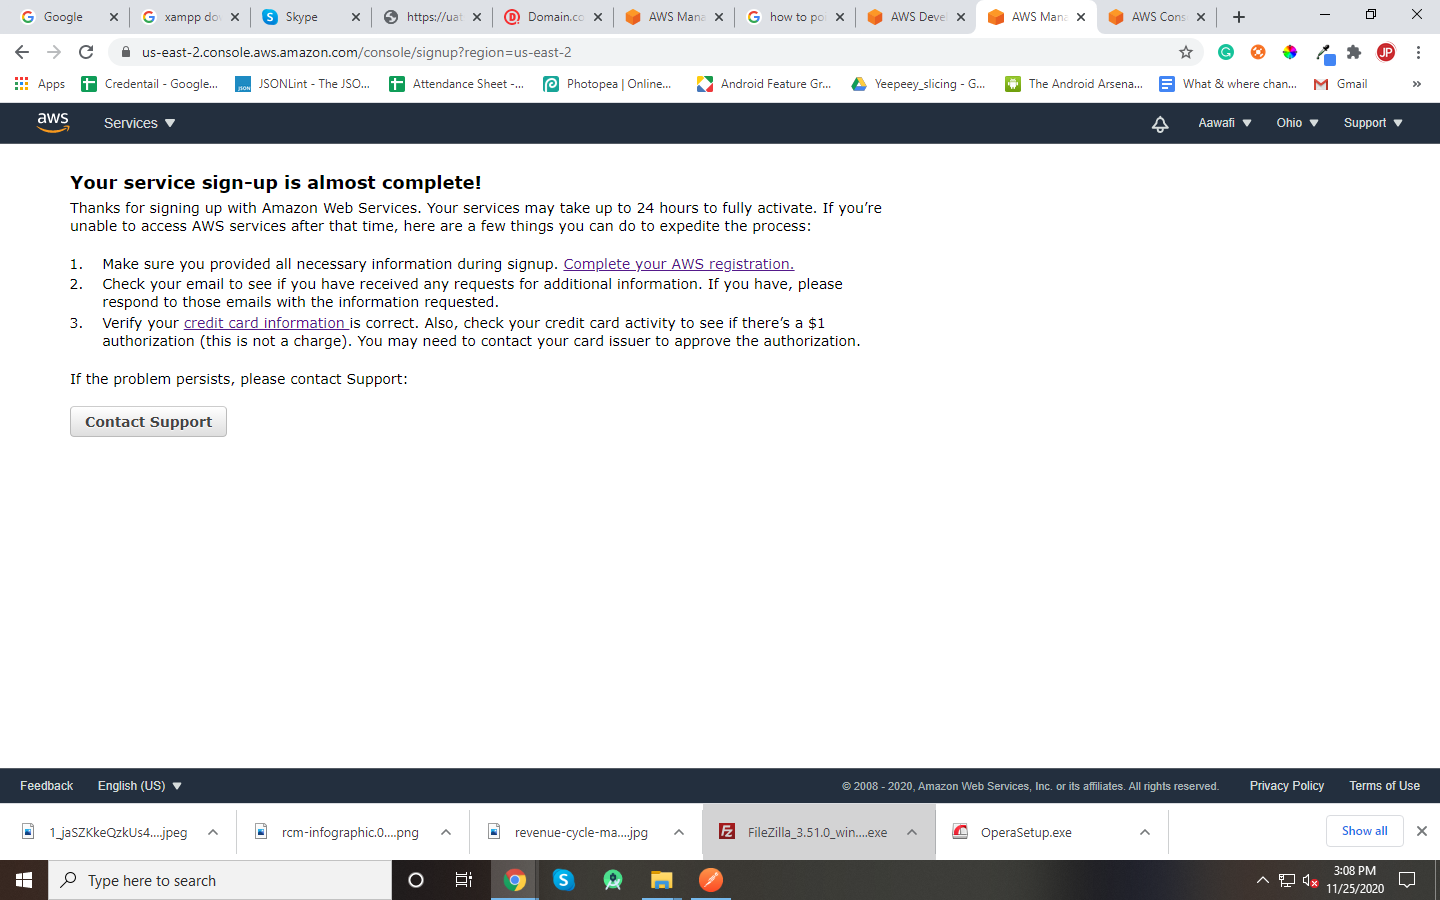 Google
xampp dov
Skype
https://uat
Domain.co
AWS Mana
how to po
AWS Devel
AWS Mana
AWS Cons
us-east-2.console.aws.amazon.com/console/signup?region=us-east-2
JP
Apps
Credentail - Google...
JSONLint - The JSO...
Attendance Sheet -...
Photopea | Online...
Android Feature Gr...
Yeepeey_slicing - G...
The Android Arsena...
What & where chan...
Gmail
»
aws
Services
Aawafi
Ohio
Support
Your service sign-up is almost complete!
Thanks for signing up with Amazon Web Services. Your services may take up to 24 hours to fully activate. If you're
unable to access AWS services after that time, here are a few things you can do to expedite the process:
1. Make sure you provided all necessary information during signup. Complete your AWS registration.
2. Check your email to see if you have received any requests for additional information. If you have, please
respond to those emails with the information requested.
3. Verify your credit card information is correct. Also, check your credit card activity to see if there's a $1
authorization (this is not a charge). You may need to contact your card issuer to approve the authorization.
If the problem persists, please contact Support:
Contact Support
Feedback
English (US)
© 2008 - 2020, Amazon Web Services, Inc. or its affiliates. All rights reserved.
Privacy Policy
Terms of Use
1_jaSZKkeQzkUs4....jpeg
rcm-infographic.0....png
revenue-cycle-ma....jpg
FileZilla_3.51.0_win....exe
OperaSetup.exe
Show all
Type here to search
3:08 PM
11/25/2020